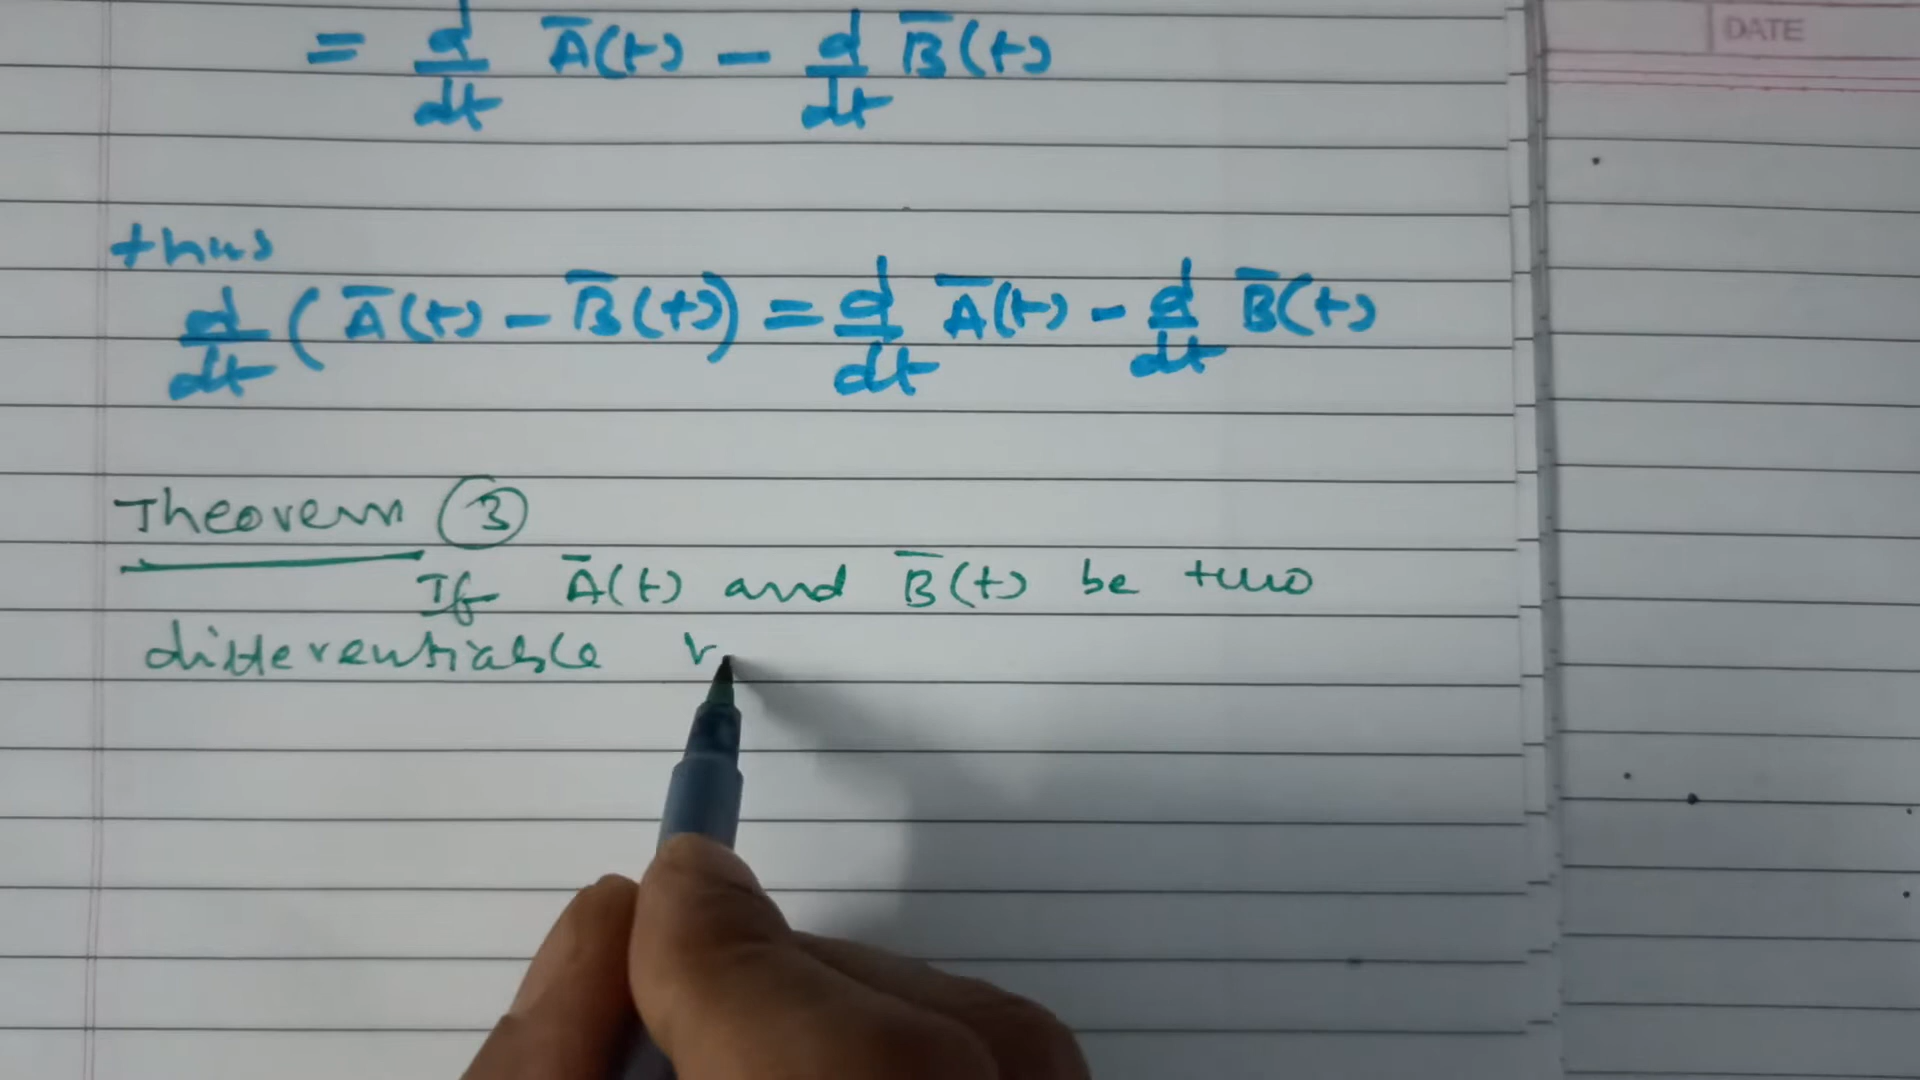 = d/dt A̅(t) - d/dt B̅(t)
DATE
thus
d/dt (A̅(t) - B̅(t)) = d/dt A̅(t) - d/dt B̅(t)
Theorem ③
If A̅(t) and B̅(t) be two
differentiable v